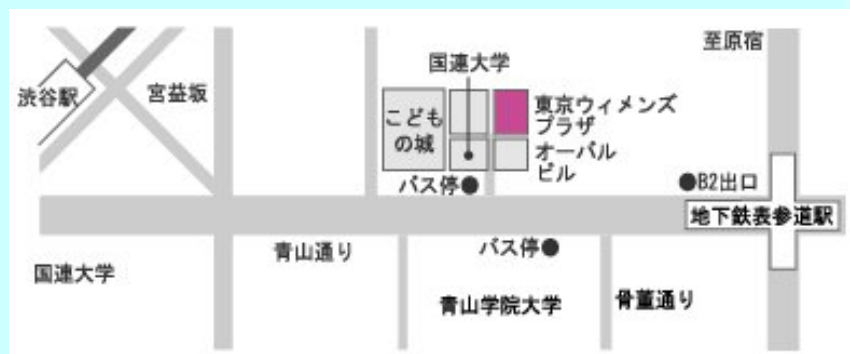 至原宿
国連大学
渋谷駅
宮益坂
こども
の城
東京ウィメンズ
プラザ
オーバル
ビル
バス停●
●B2出口
地下鉄表参道駅
青山通り
バス停●
国連大学
青山学院大学
骨董通り